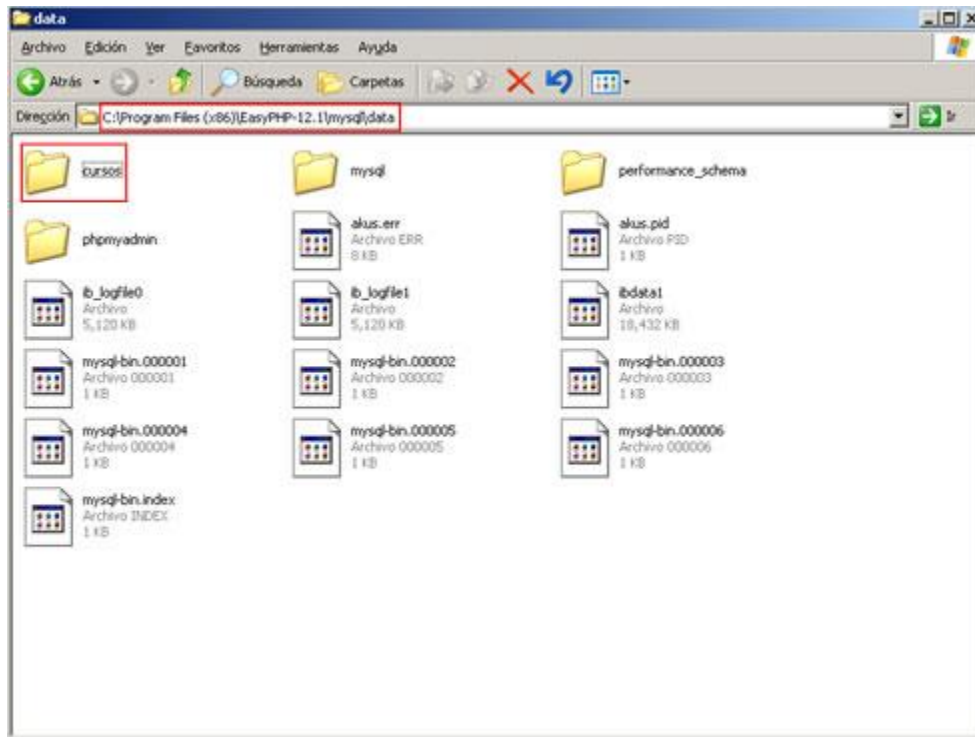 data
Archivo Edición Ver Favoritos Herramientas Ayuda
Atrás Búsqueda Carpetas
Dirección C:\Program Files (x86)\EasyPHP-12.1\mysql\data Ir
cursos
mysql
performance_schema
phpmyadmin
akus.err
Archivo ERR
8 KB
akus.pid
Archivo PID
1 KB
ib_logfile0
Archivo
5,120 KB
ib_logfile1
Archivo
5,120 KB
ibdata1
Archivo
18,432 KB
mysql-bin.000001
Archivo 000001
1 KB
mysql-bin.000002
Archivo 000002
1 KB
mysql-bin.000003
Archivo 000003
1 KB
mysql-bin.000004
Archivo 000004
1 KB
mysql-bin.000005
Archivo 000005
1 KB
mysql-bin.000006
Archivo 000006
1 KB
mysql-bin.index
Archivo INDEX
1 KB